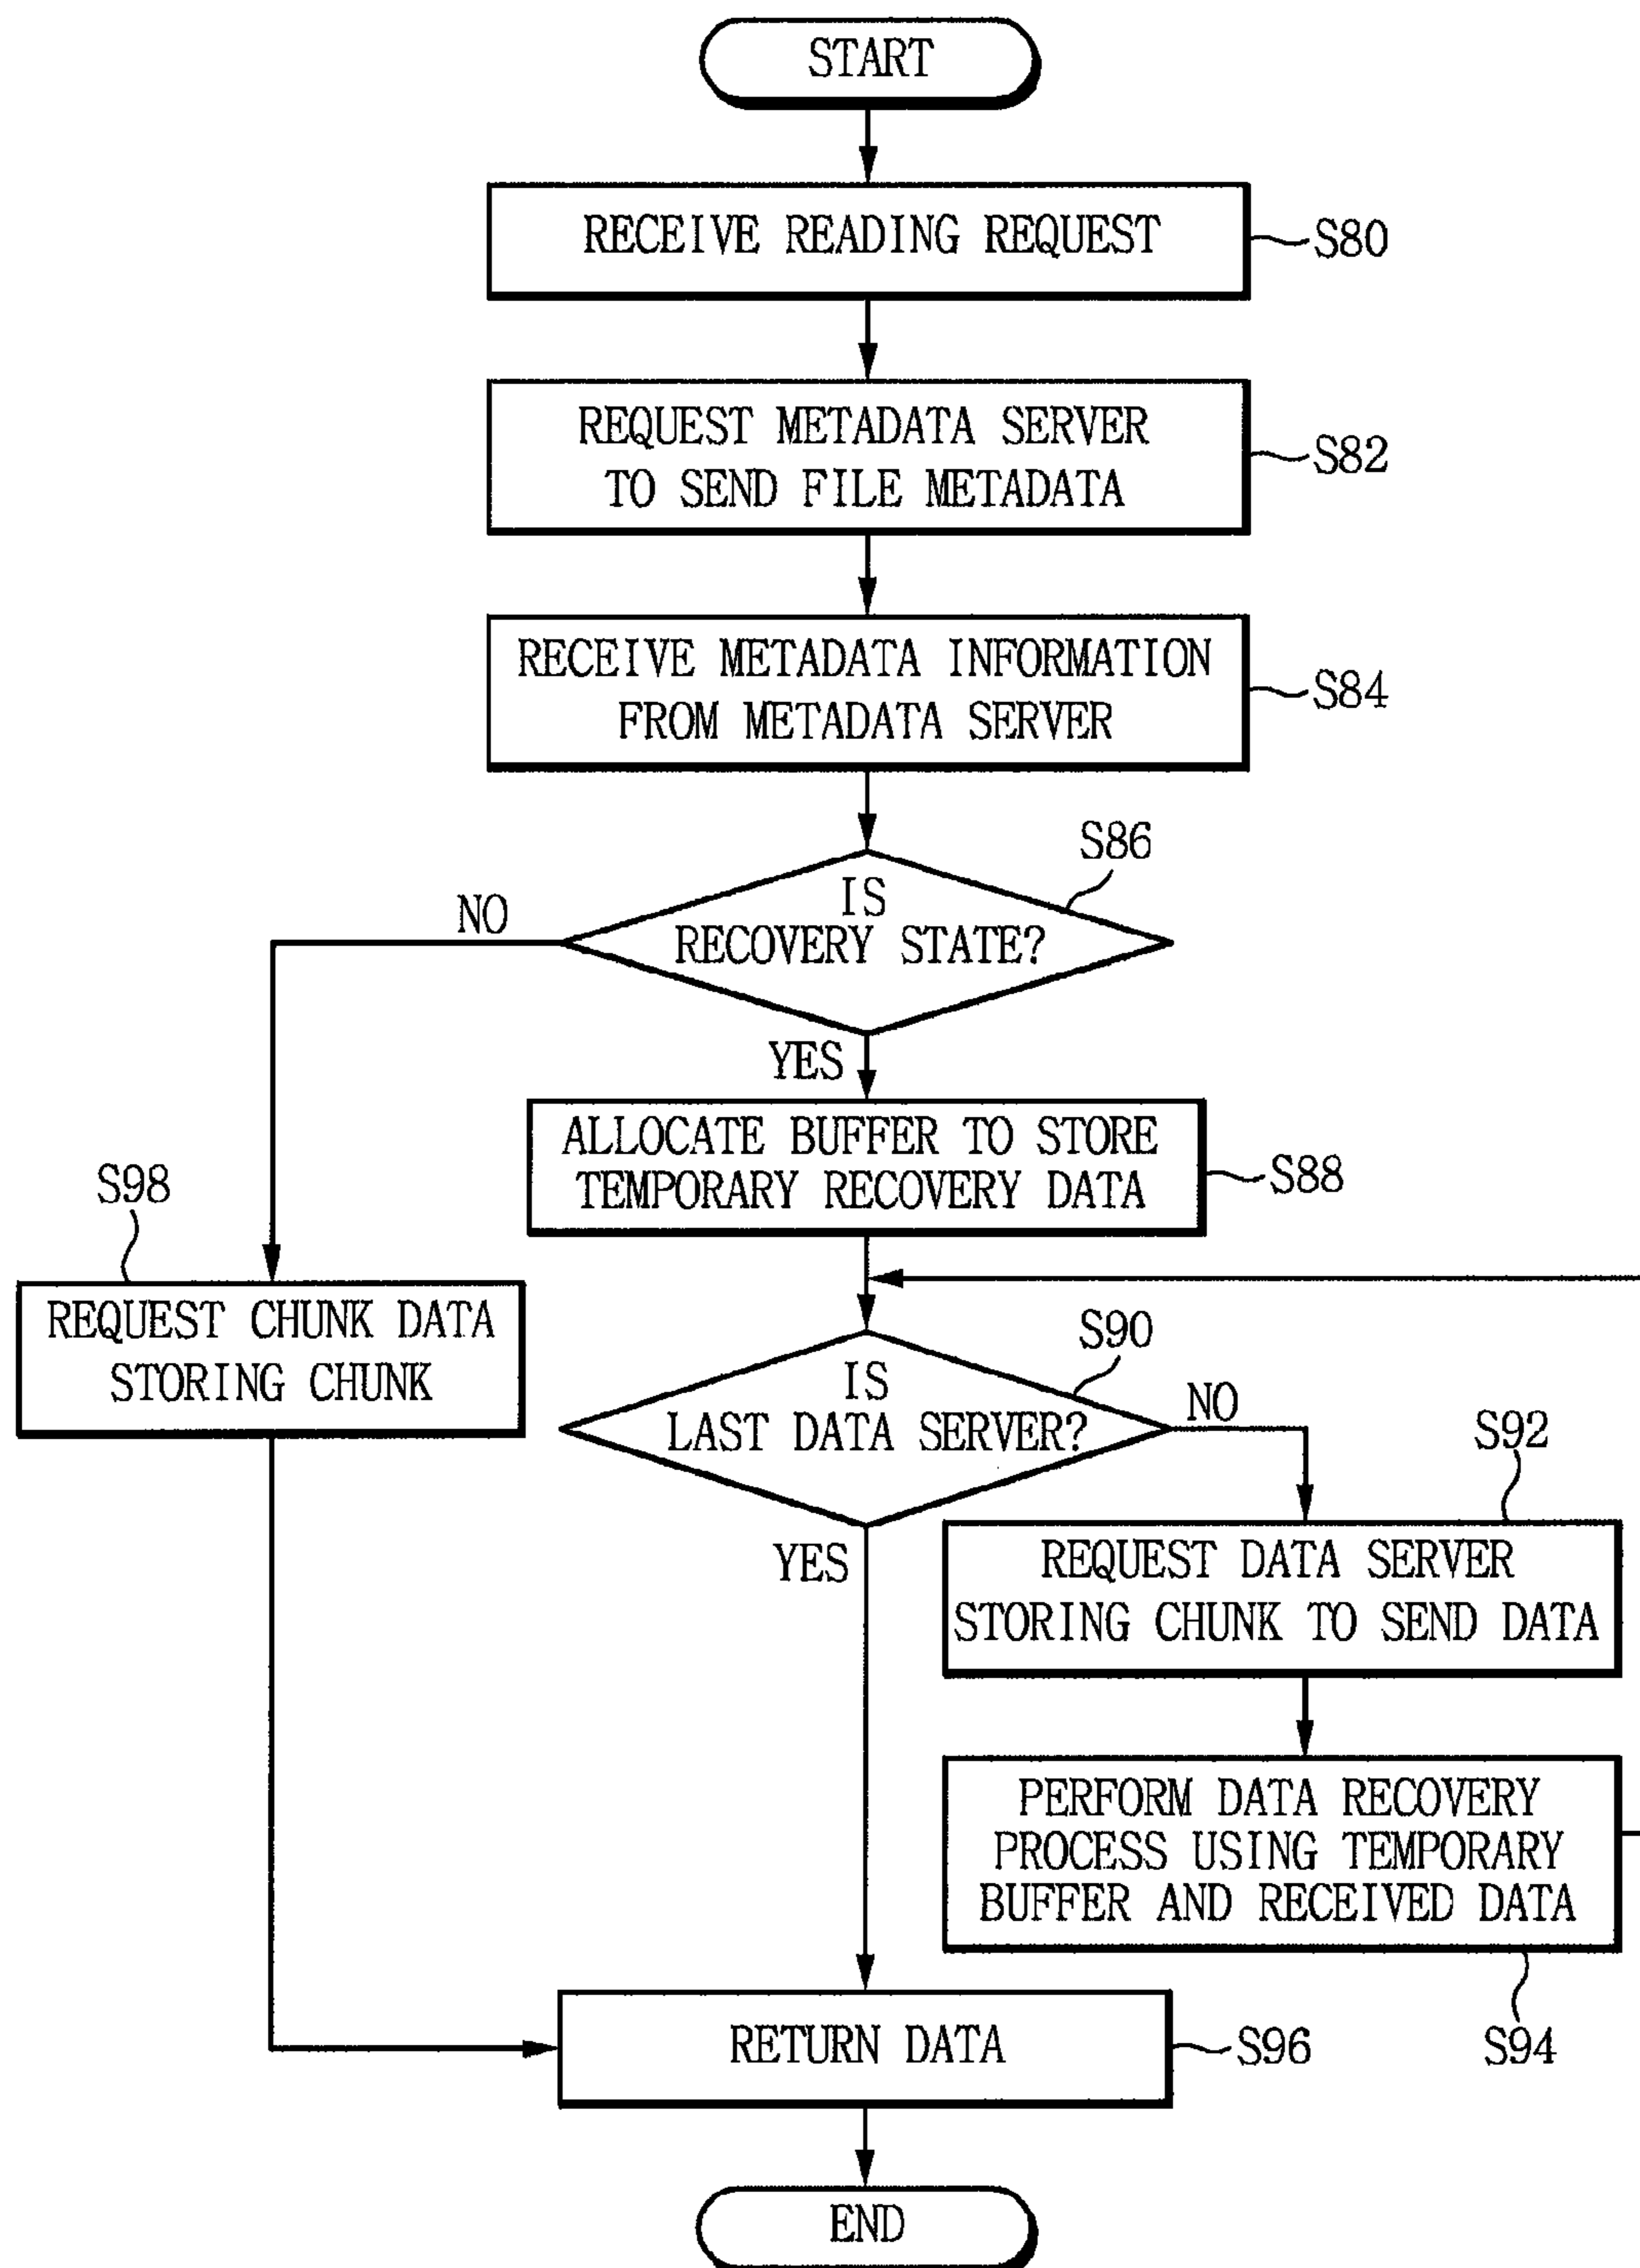 START
RECEIVE READING REQUEST
S80
REQUEST METADATA SERVER
TO SEND FILE METADATA
S82
RECEIVE METADATA INFORMATION
FROM METADATA SERVER
S84
S86
IS
RECOVERY STATE?
NO
YES
ALLOCATE BUFFER TO STORE
TEMPORARY RECOVERY DATA
S88
S98
REQUEST CHUNK DATA
STORING CHUNK
S90
IS
LAST DATA SERVER?
NO
YES
S92
REQUEST DATA SERVER
STORING CHUNK TO SEND DATA
PERFORM DATA RECOVERY
PROCESS USING TEMPORARY
BUFFER AND RECEIVED DATA
S94
RETURN DATA
S96
END